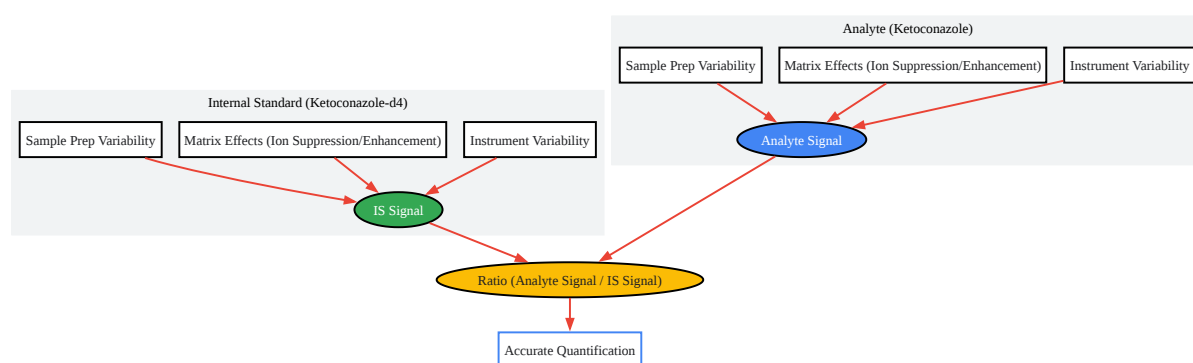 Analyte (Ketoconazole)
Sample Prep Variability
Matrix Effects (Ion Suppression/Enhancement)
Instrument Variability
Analyte Signal
Internal Standard (Ketoconazole-d4)
Sample Prep Variability
Matrix Effects (Ion Suppression/Enhancement)
Instrument Variability
IS Signal
Ratio (Analyte Signal / IS Signal)
Accurate Quantification